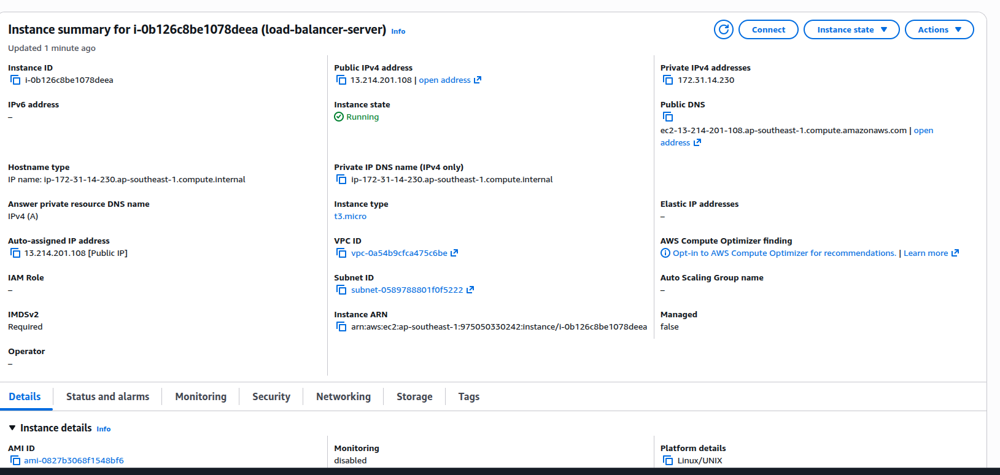 Instance summary for i-0b126c8be1078deea (load-balancer-server) Info
Connect
Instance state
Actions
Updated 1 minute ago
Instance ID
i-0b126c8be1078deea
Public IPv4 address
13.214.201.108 | open address
Private IPv4 addresses
172.31.14.230
IPv6 address
–
Instance state
Running
Public DNS
ec2-13-214-201-108.ap-southeast-1.compute.amazonaws.com | open
address
Hostname type
IP name: ip-172-31-14-230.ap-southeast-1.compute.internal
Private IP DNS name (IPv4 only)
ip-172-31-14-230.ap-southeast-1.compute.internal
Answer private resource DNS name
IPv4 (A)
Instance type
t3.micro
Elastic IP addresses
–
Auto-assigned IP address
13.214.201.108 [Public IP]
VPC ID
vpc-0a54b9cfca475c6be
AWS Compute Optimizer finding
Opt-in to AWS Compute Optimizer for recommendations. | Learn more
IAM Role
–
Subnet ID
subnet-0589788801f0f5222
Auto Scaling Group name
–
IMDSv2
Required
Instance ARN
arn:aws:ec2:ap-southeast-1:975050330242:instance/i-0b126c8be1078deea
Managed
false
Operator
–
Details
Status and alarms
Monitoring
Security
Networking
Storage
Tags
Instance details Info
AMI ID
ami-0827b3068f1548bf6
Monitoring
disabled
Platform details
Linux/UNIX